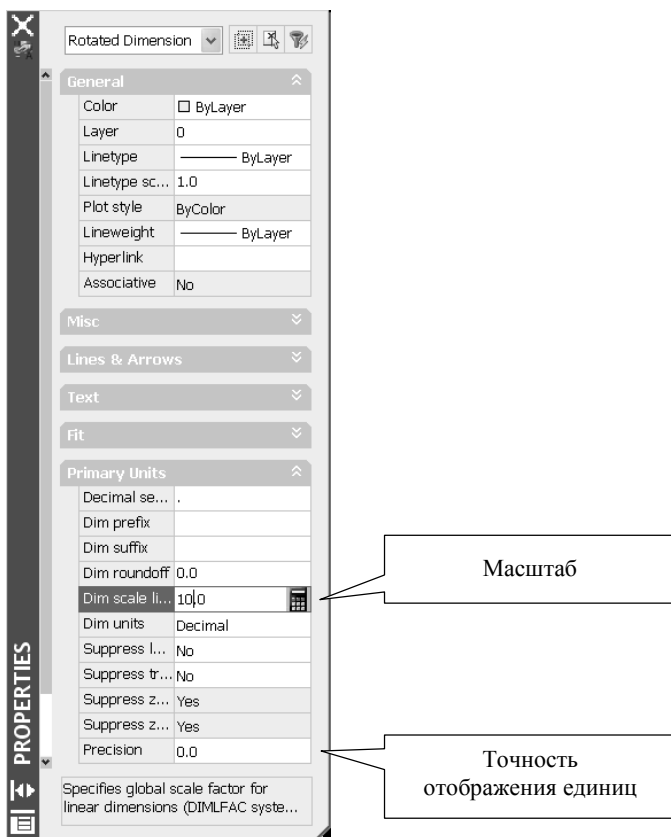 Rotated Dimension
General
Color ByLayer
Layer 0
Linetype ByLayer
Linetype sc... 1.0
Plot style ByColor
Lineweight ByLayer
Hyperlink
Associative No
Misc
Lines & Arrows
Text
Fit
Primary Units
Decimal se... .
Dim prefix
Dim suffix
Dim roundoff 0.0
Dim scale li... 10.0
Масштаб
Dim units Decimal
Suppress l... No
Suppress tr... No
Suppress z... Yes
Suppress z... Yes
Precision 0.0
Точность
отображения единиц
PROPERTIES
Specifies global scale factor for
linear dimensions (DIMLFAC syste...